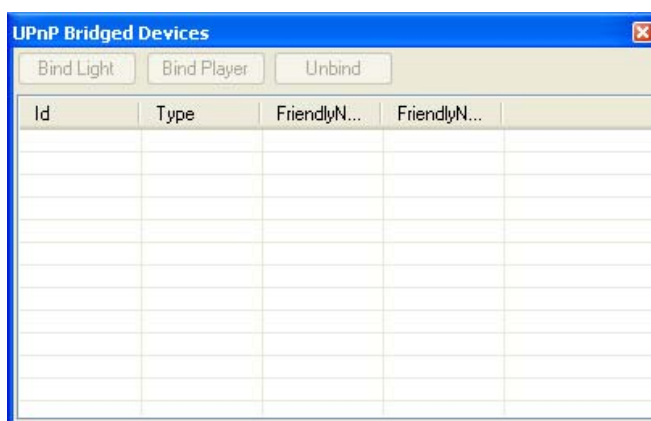 UPnP Bridged Devices
Bind Light Bind Player Unbind
Id Type FriendlyN... FriendlyN...